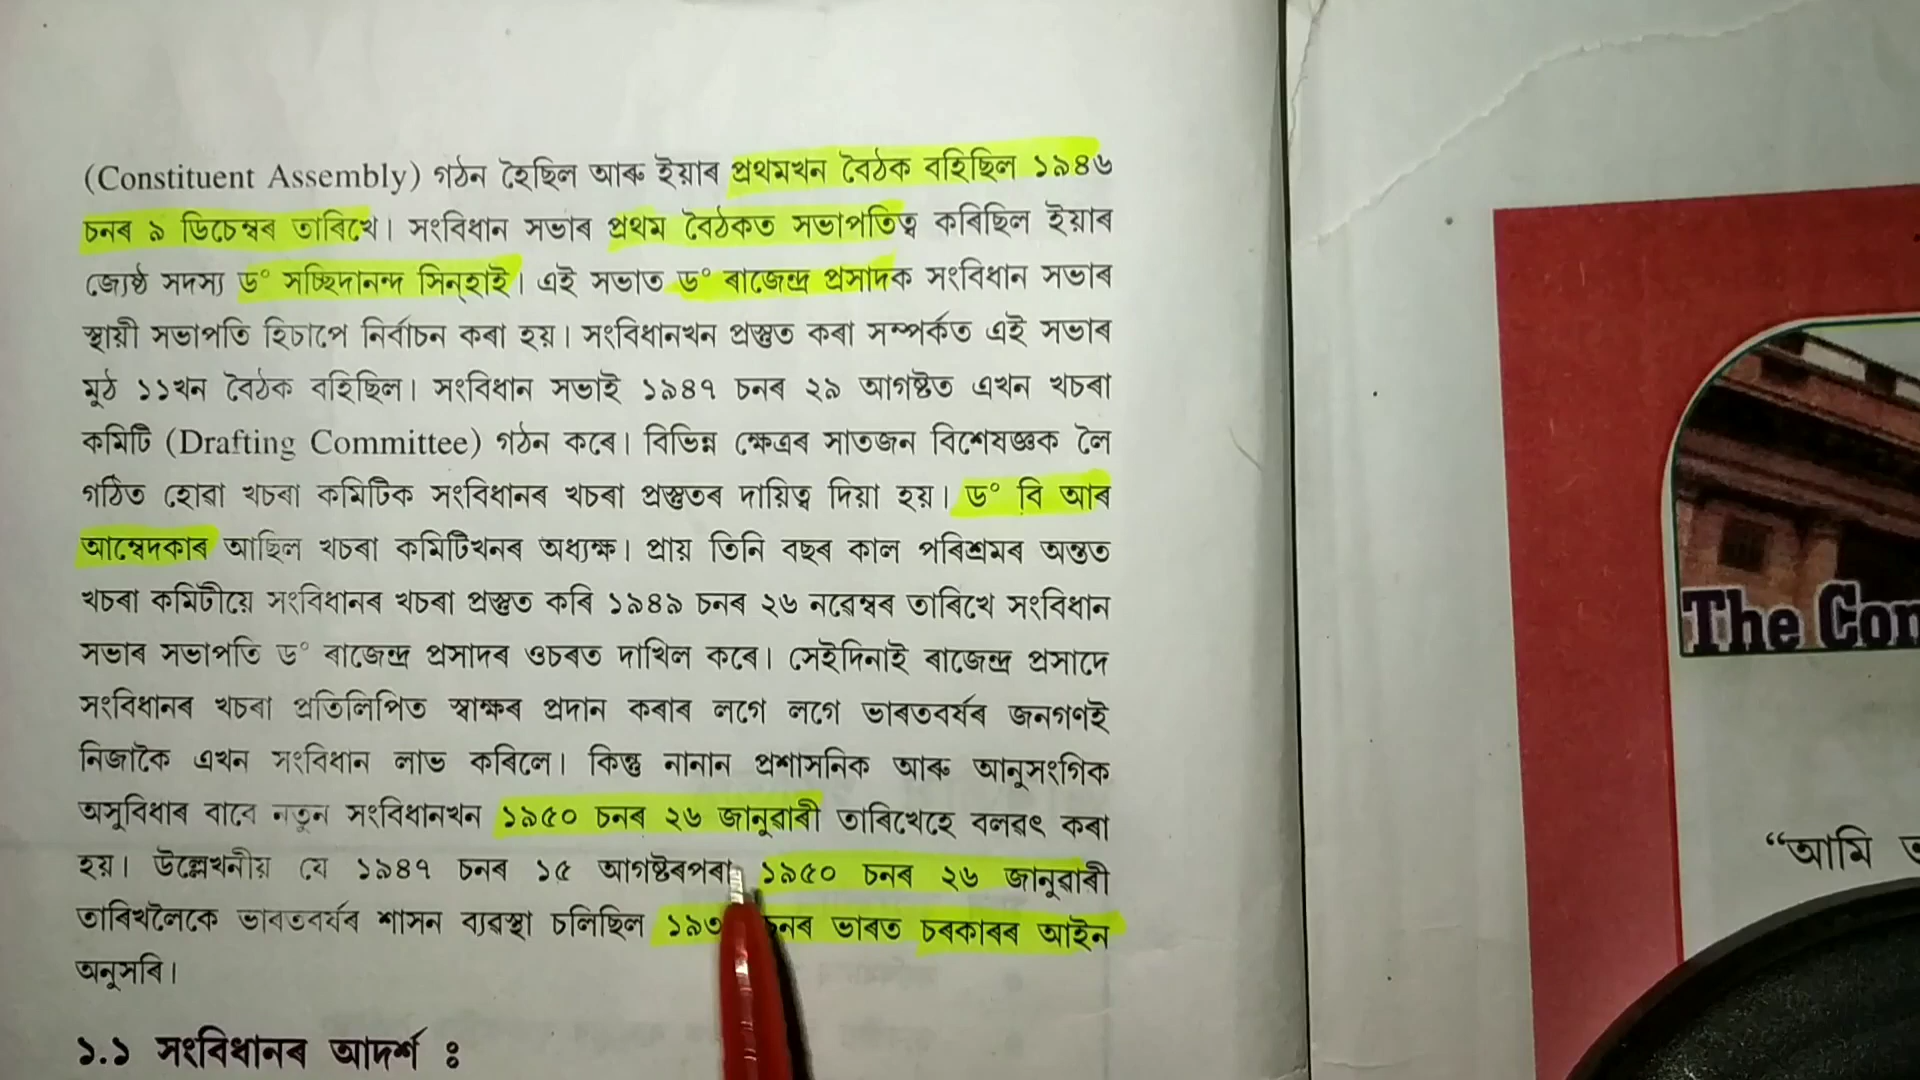 (Constituent Assembly) গঠন হৈছিল আৰু ইয়াৰ প্ৰথমখন বৈঠক বহিছিল ১৯৪৬
চনৰ ৯ ডিচেম্বৰ তাৰিখে। সংবিধান সভাৰ প্ৰথম বৈঠকত সভাপতিত্ব কৰিছিল ইয়াৰ
জ্যেষ্ঠ সদস্য ড° সচ্চিদানন্দ সিন্‌হাই। এই সভাত ড° ৰাজেন্দ্ৰ প্ৰসাদক সংবিধান সভাৰ
স্থায়ী সভাপতি হিচাপে নিৰ্বাচন কৰা হয়। সংবিধানখন প্ৰস্তুত কৰা সম্পৰ্কত এই সভাৰ
মুঠ ১১খন বৈঠক বহিছিল। সংবিধান সভাই ১৯৪৭ চনৰ ২৯ আগষ্টত এখন খচৰা
কমিটি (Drafting Committee) গঠন কৰে। বিভিন্ন ক্ষেত্ৰৰ সাতজন বিশেষজ্ঞক লৈ
গঠিত হোৱা খচৰা কমিটিক সংবিধানৰ খচৰা প্ৰস্তুতৰ দায়িত্ব দিয়া হয়। ড° বি আৰ
আম্বেদকাৰ আছিল খচৰা কমিটিখনৰ অধ্যক্ষ। প্ৰায় তিনি বছৰ কাল পৰিশ্ৰমৰ অন্তত
খচৰা কমিটীয়ে সংবিধানৰ খচৰা প্ৰস্তুত কৰি ১৯৪৯ চনৰ ২৬ নৱেম্বৰ তাৰিখে সংবিধান
সভাৰ সভাপতি ড° ৰাজেন্দ্ৰ প্ৰসাদৰ ওচৰত দাখিল কৰে। সেইদিনাই ৰাজেন্দ্ৰ প্ৰসাদে
সংবিধানৰ খচৰা প্ৰতিলিপিত স্বাক্ষৰ প্ৰদান কৰাৰ লগে লগে ভাৰতবৰ্ষৰ জনগণই
নিজাকৈ এখন সংবিধান লাভ কৰিলে। কিন্তু নানান প্ৰশাসনিক আৰু আনুসংগিক
অসুবিধাৰ বাবে নতুন সংবিধানখন ১৯৫০ চনৰ ২৬ জানুৱাৰী তাৰিখেহে বলৱৎ কৰা
হয়। উল্লেখনীয় যে ১৯৪৭ চনৰ ১৫ আগষ্টৰপৰা ১৯৫০ চনৰ ২৬ জানুৱাৰী
তাৰিখলৈকে ভাৰতবৰ্ষৰ শাসন ব্যৱস্থা চলিছিল চনৰ ভাৰত চৰকাৰৰ আইন
অনুসৰি।
১.১ সংবিধানৰ আদৰ্শ ঃ
The Con
“আমি